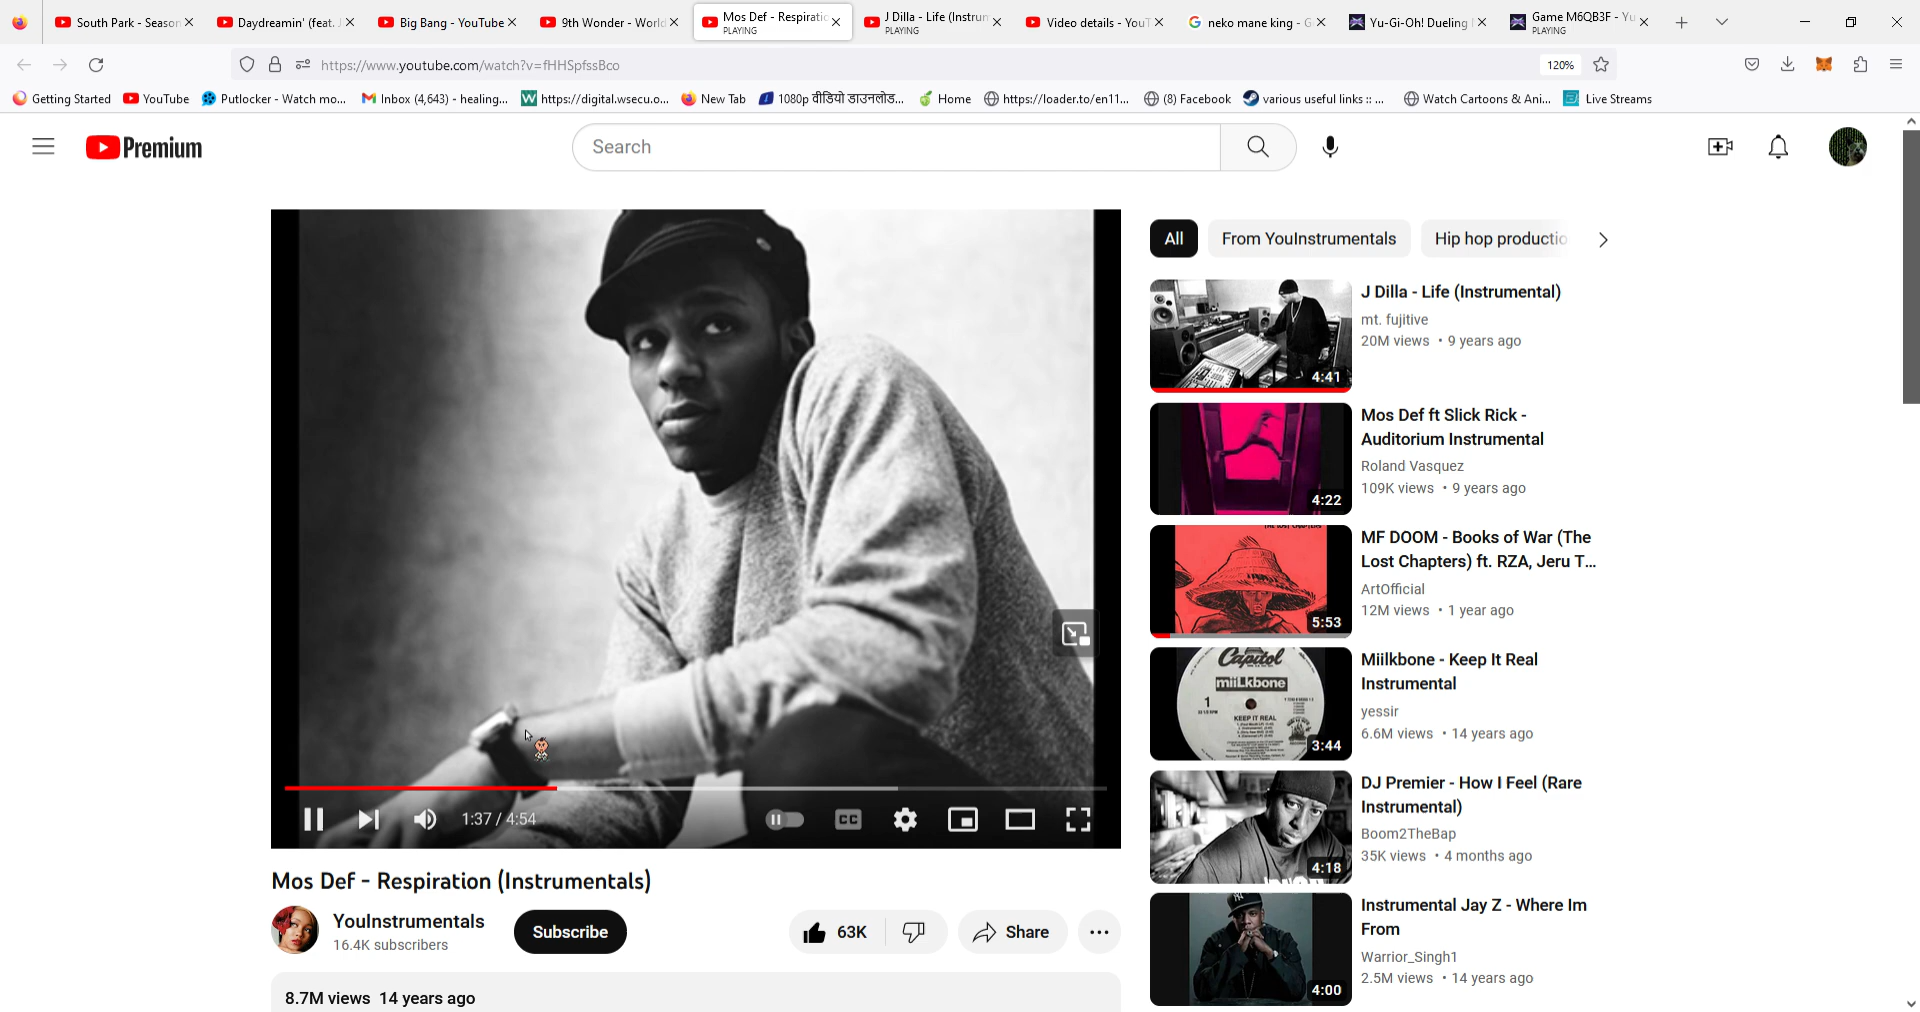 South Park - Season
Daydreamin' (feat. J
Big Bang - YouTube
9th Wonder - World
Mos Def - Respiratio
PLAYING
J Dilla - Life (Instrun
PLAYING
Video details - YouT
neko mane king - G
Yu-Gi-Oh! Dueling
Game M6QB3F - Yu
PLAYING
https://www.youtube.com/watch?v=fHHSpfssBco
120%
Getting Started
YouTube
Putlocker - Watch mo...
Inbox (4,643) - healing...
https://digital.wsecu.o...
New Tab
1080p वीडियो डाउनलोड...
Home
https://loader.to/en11...
(8) Facebook
various useful links :: ...
Watch Cartoons & Ani...
Live Streams
Premium
Search
All
From YouInstrumentals
Hip hop productio
J Dilla - Life (Instrumental)
mt. fujitive
20M views • 9 years ago
4:41
Mos Def ft Slick Rick -
Auditorium Instrumental
Roland Vasquez
109K views • 9 years ago
4:22
MF DOOM - Books of War (The
Lost Chapters) ft. RZA, Jeru T...
ArtOfficial
12M views • 1 year ago
5:53
Capitol
miiLkbone
1
KEEP IT REAL
Miilkbone - Keep It Real
Instrumental
yessir
6.6M views • 14 years ago
3:44
DJ Premier - How I Feel (Rare
Instrumental)
Boom2TheBap
35K views • 4 months ago
4:18
Instrumental Jay Z - Where Im
From
Warrior_Singh1
2.5M views • 14 years ago
4:00
1:37 / 4:54
CC
Mos Def - Respiration (Instrumentals)
YouInstrumentals
16.4K subscribers
Subscribe
63K
Share
8.7M views 14 years ago